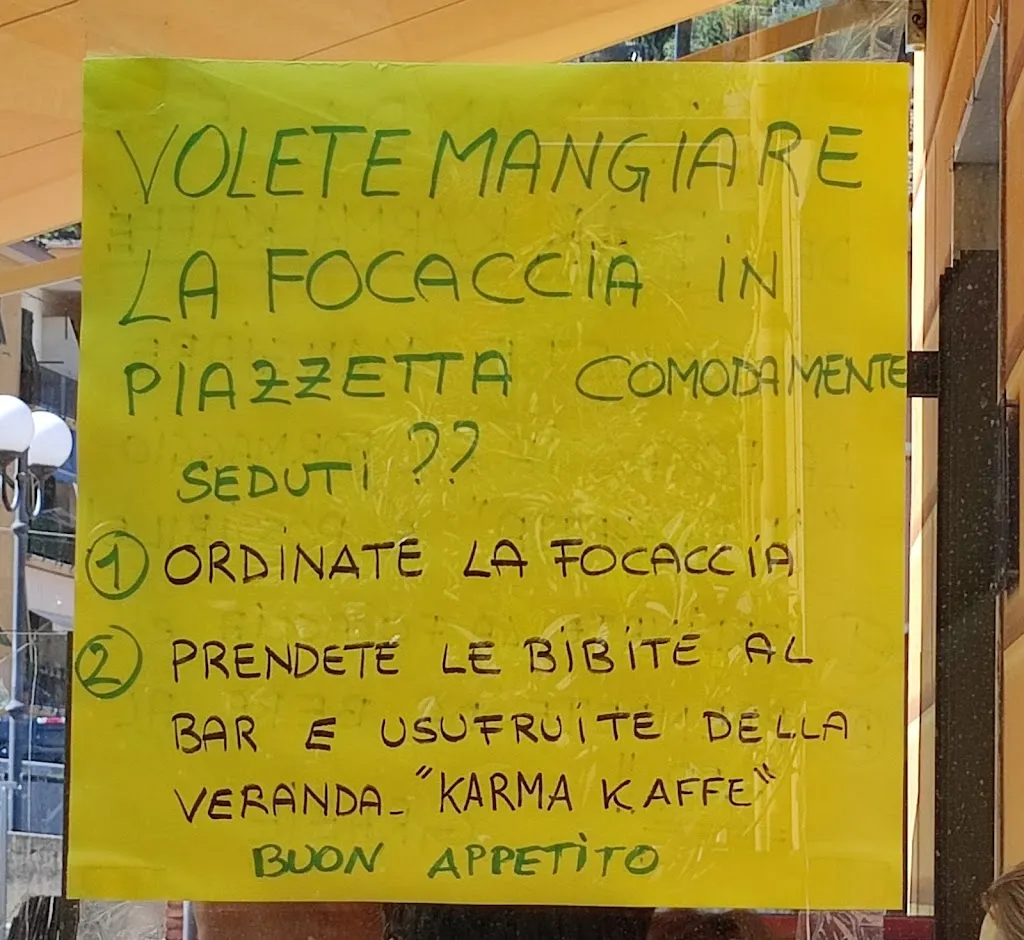 VOLETE MANGIARE
LA FOCACCIA IN
PIAZZETTA COMODAMENTE
SEDUTI ??
1 ORDINATE LA FOCACCIA
2 PRENDETE LE BIBITE AL
BAR E USUFRUITE DELLA
VERANDA_ "KARMA KAFFE"
BUON APPETITO